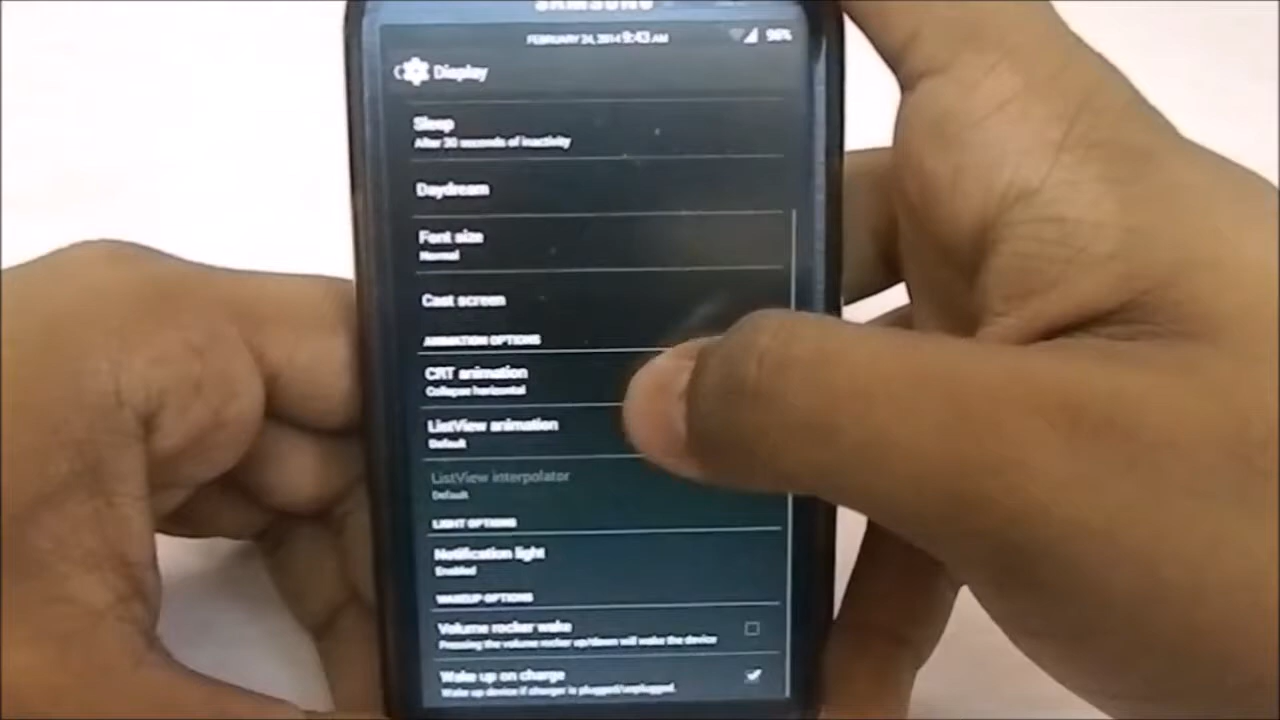 SAMSUNG
FEBRUARY 24, 2014 9:43 AM 96%
Display
Sleep
After 30 seconds of inactivity
Daydream
Font size
Normal
Cast screen
ANIMATION OPTIONS
CRT animation
Collapse horizontal
ListView animation
Default
ListView interpolator
Default
LIGHT OPTIONS
Notification light
Enabled
WAKEUP OPTIONS
Volume rocker wake
Pressing the volume rocker up/down will wake the device
Wake up on charge
Wake up device if charger is plugged/unplugged.